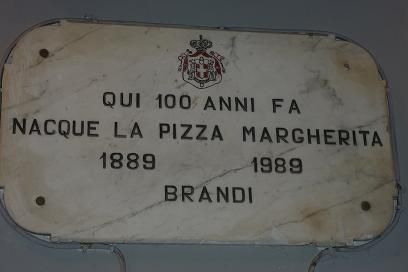 QUI 100 ANNI FA
NACQUE LA PIZZA MARGHERITA
1889 1989
BRANDI